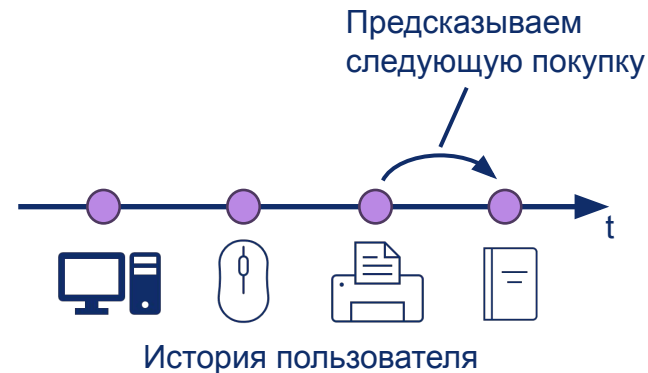 Предсказываем
следующую покупку
t
История пользователя